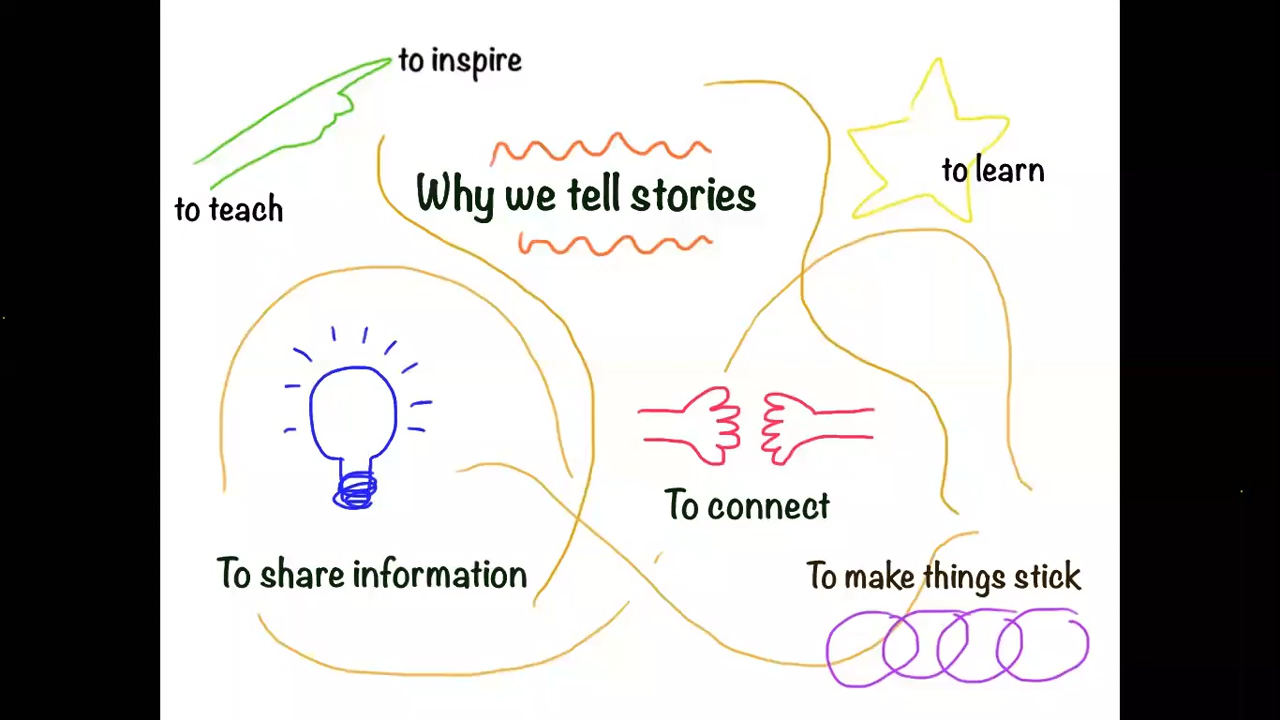 to inspire
to learn
Why we tell stories
to teach
To connect
To share information
To make things stick